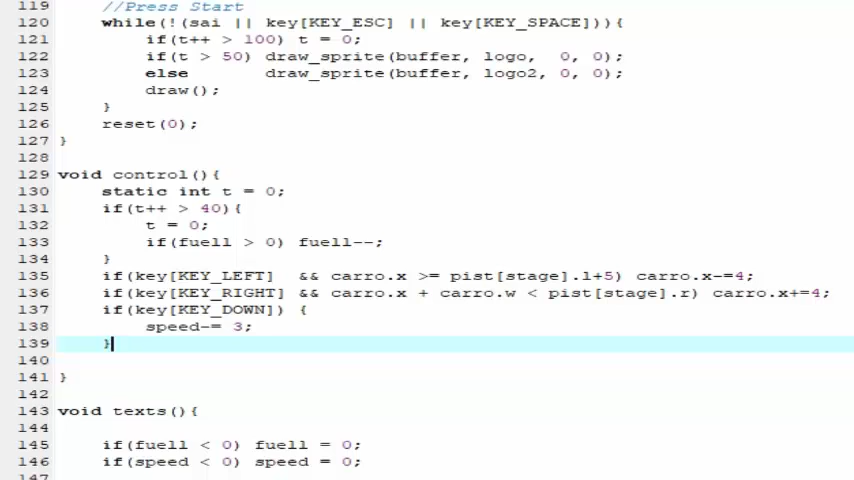 119     //Press Start
120     while(!(sai || key[KEY_ESC] || key[KEY_SPACE])){
121         if(t++ > 100) t = 0;
122         if(t > 50) draw_sprite(buffer, logo,  0, 0);
123         else       draw_sprite(buffer, logo2, 0, 0);
124         draw();
125     }
126     reset(0);
127 }
128
129 void control(){
130     static int t = 0;
131     if(t++ > 40){
132         t = 0;
133         if(fuell > 0) fuell--;
134     }
135     if(key[KEY_LEFT]  && carro.x >= pist[stage].l+5) carro.x-=4;
136     if(key[KEY_RIGHT] && carro.x + carro.w < pist[stage].r) carro.x+=4;
137     if(key[KEY_DOWN]) {
138         speed-= 3;
139     }
140
141 }
142
143 void texts(){
144
145     if(fuell < 0) fuell = 0;
146     if(speed < 0) speed = 0;
147